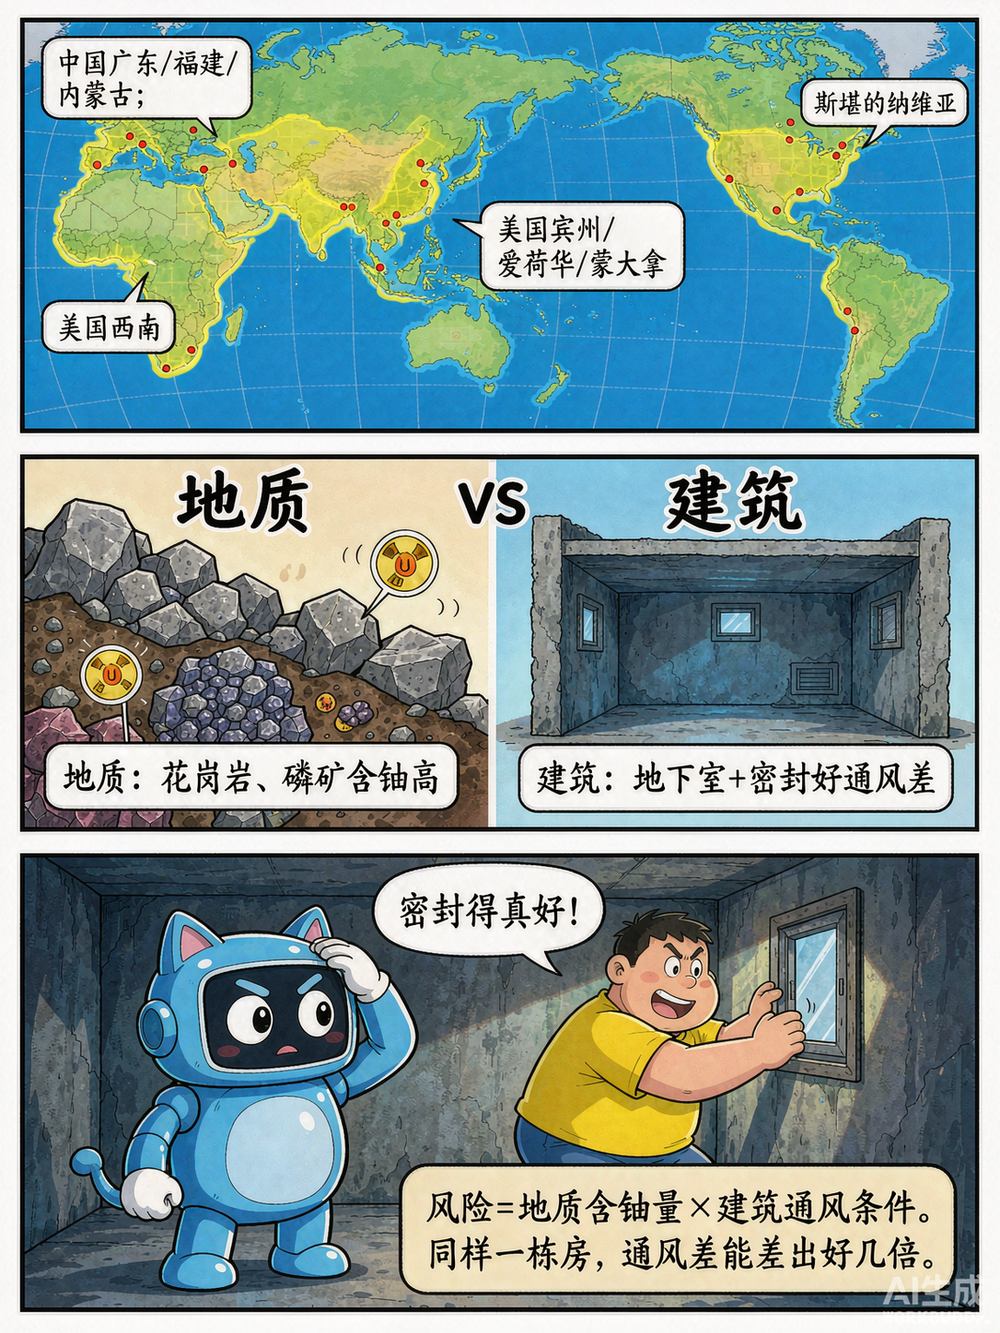 中国广东/福建/
内蒙古；
斯堪的纳维亚
美国宾州/
爱荷华/蒙大拿
美国西南
地质 VS 建筑
U
U
地质：花岗岩、磷矿含铀高
建筑：地下室+密封好通风差
密封得真好！
风险=地质含铀量×建筑通风条件。
同样一栋房，通风差能差出好几倍。
AI生成